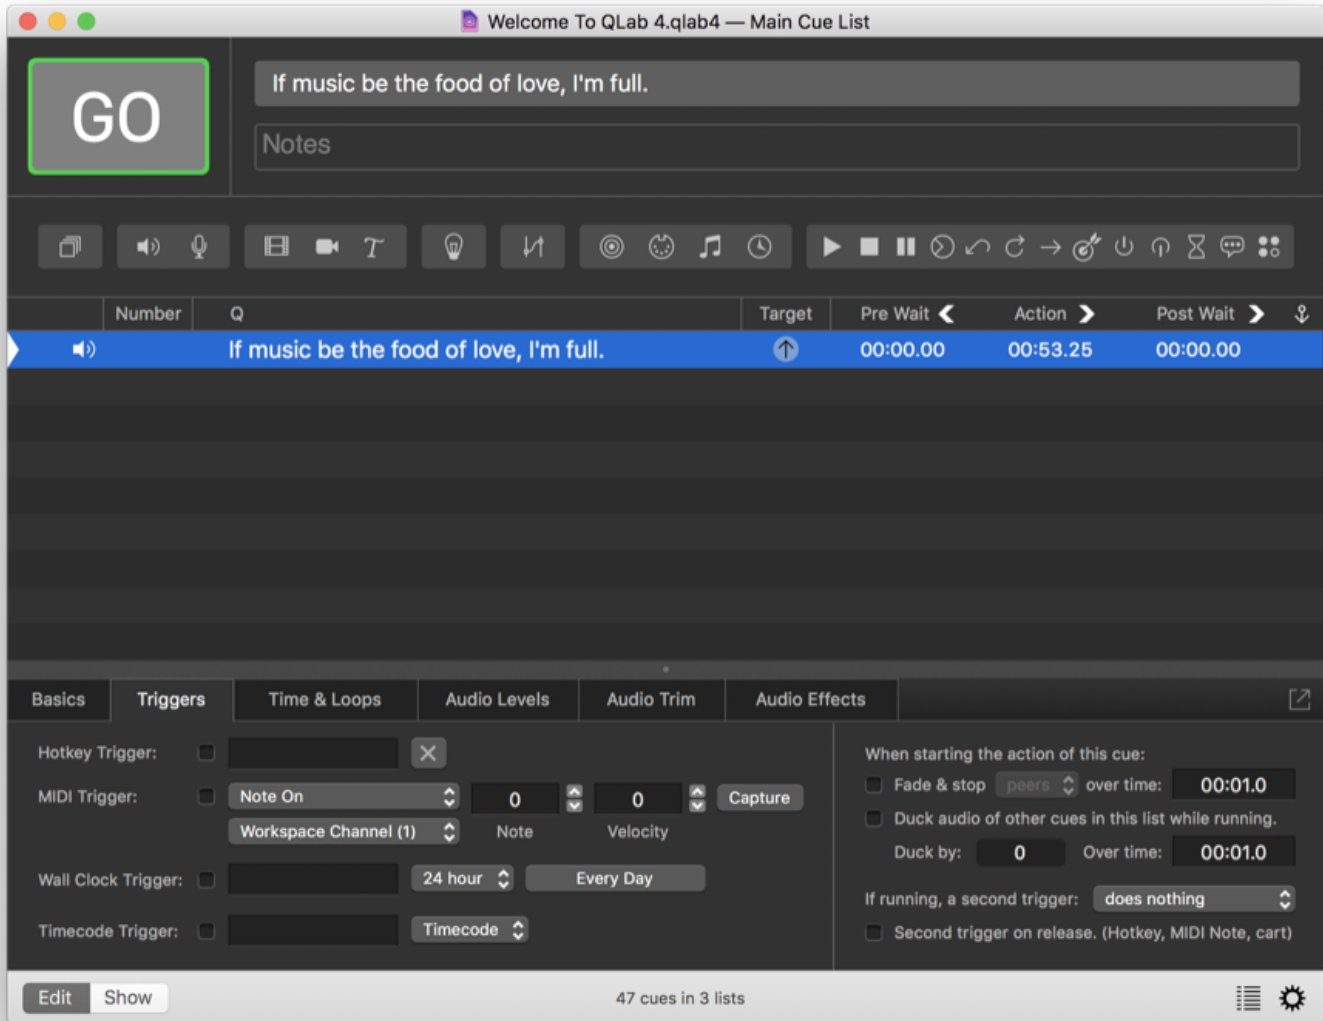 Welcome To QLab 4.qlab4 — Main Cue List
GO
If music be the food of love, I'm full.
Notes
Number Q Target Pre Wait Action Post Wait
If music be the food of love, I'm full. 00:00.00 00:53.25 00:00.00
Basics Triggers Time & Loops Audio Levels Audio Trim Audio Effects
Hotkey Trigger:
MIDI Trigger: Note On 0 0 Capture
Workspace Channel (1) Note Velocity
Wall Clock Trigger: 24 hour Every Day
Timecode Trigger: Timecode
When starting the action of this cue:
Fade & stop peers over time: 00:01.0
Duck audio of other cues in this list while running.
Duck by: 0 Over time: 00:01.0
If running, a second trigger: does nothing
Second trigger on release. (Hotkey, MIDI Note, cart)
Edit Show 47 cues in 3 lists